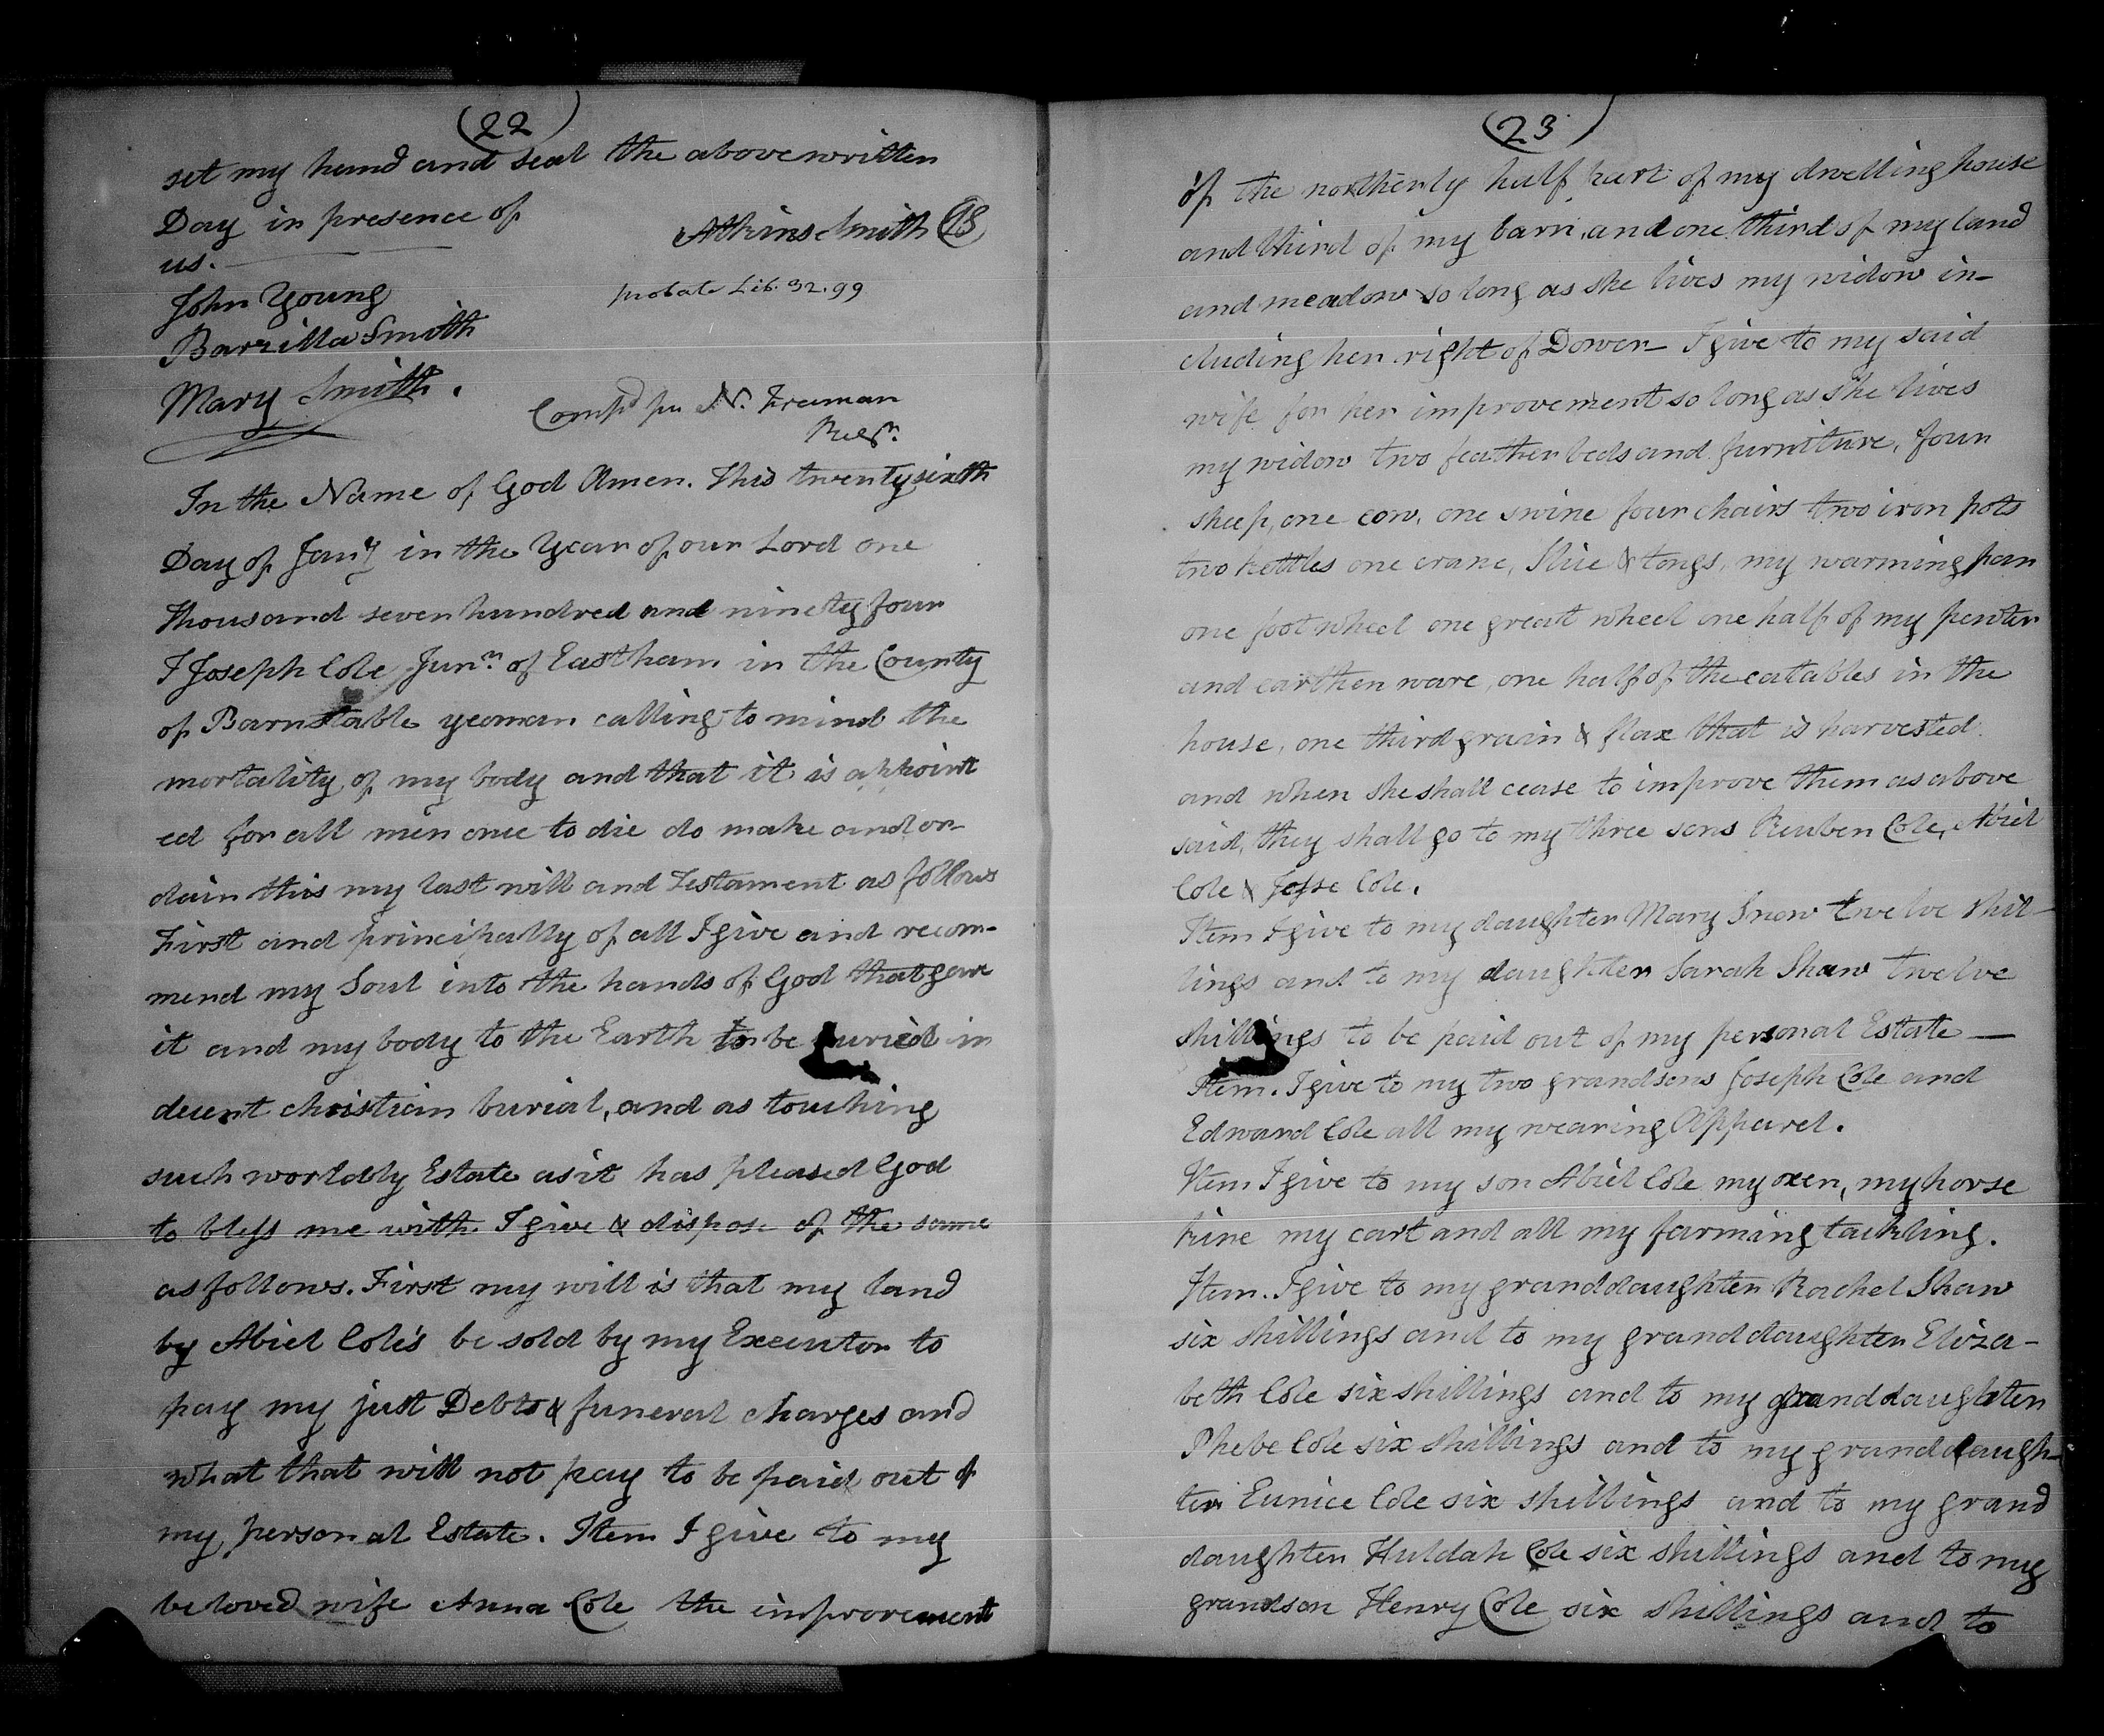 (22)
set my hand and seal the above written
Day in presence of
us.
Atkins Smith
John Young
Probate Lib. 32. 99
Barzilla Smith
Mary Smith.
Comp'd per N. Freeman
Regr.
In the Name of God Amen. This twenty sixth
Day of Jany in the Year of our Lord one
thousand seven hundred and ninety four
I Joseph Cole Junr. of Eastham in the County
of Barnstable yeoman calling to mind the
mortality of my body and that it is appoint
ed for all men once to die do make and or-
dain this my last will and Testament as follows
First and principally of all I give and recom-
mend my Soul into the hands of God that gave
it and my body to the Earth to be buried in
decent christian burial, and as touching
such worldly Estate as it has pleased God
to bless me with I give & dispose of the same
as follows. First my will is that my land
by Abiel Cole's be sold by my Executor to
pay my just Debts & funeral charges and
what that will not pay to be paid out of
my personal Estate. Item I give to my
beloved wife Anna Cole the improvement
(23)
of the northerly half part of my dwelling house
and third of my barn, and one third of my land
and meadow so long as she lives my widow in-
cluding her right of Dower - I give to my said
wife for her improvement so long as she lives
my widow two feather beds and furniture, four
sheep, one cow, one swine four chairs two iron pots
two kettles one crane, Slice & tongs, my warming pan
one foot wheel one great wheel one half of my pewter
and earthen ware, one half of the eatables in the
house, one third grain & flax that is harvested.
and when she shall cease to improve them as above
said, they shall go to my three sons Reuben Cole, Abiel
Cole & Jesse Cole.
Item I give to my daughter Mary Snow twelve shil-
lings and to my daughter Sarah Shaw twelve
shillings to be paid out of my personal Estate —
Item. I give to my two grandsons Joseph Cole and
Edward Cole all my wearing Apparel.
Item I give to my son Abiel Cole my oxen, my horse
kine my cart and all my farming tackling.
Item. I give to my granddaughter Rachel Shaw
six shillings and to my grand daughter Eliza-
beth Cole six shillings and to my granddaughter
Phebe Cole six shillings and to my grand daugh-
ter Eunice Cole six shillings and to my grand
daughter Huldah Cole six shillings and to my
grandson Henry Cole six shillings and to